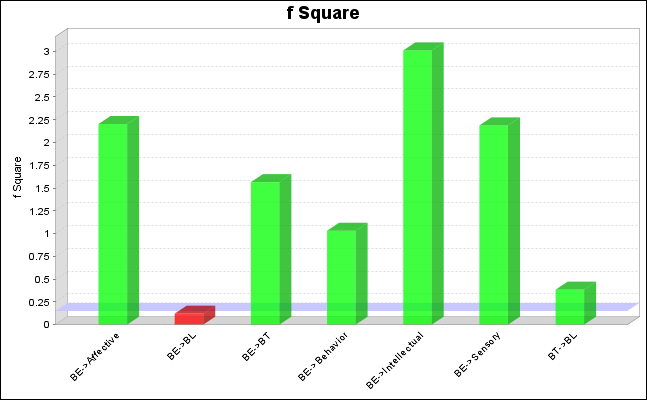 f Square
3
2.75
2.5
2.25
2
1.75
1.5
1.25
1
0.75
0.5
0.25
0
f Square
BE->Affective
BE->BL
BE->BT
BE->Behavior
BE->Intellectual
BE->Sensory
BT->BL